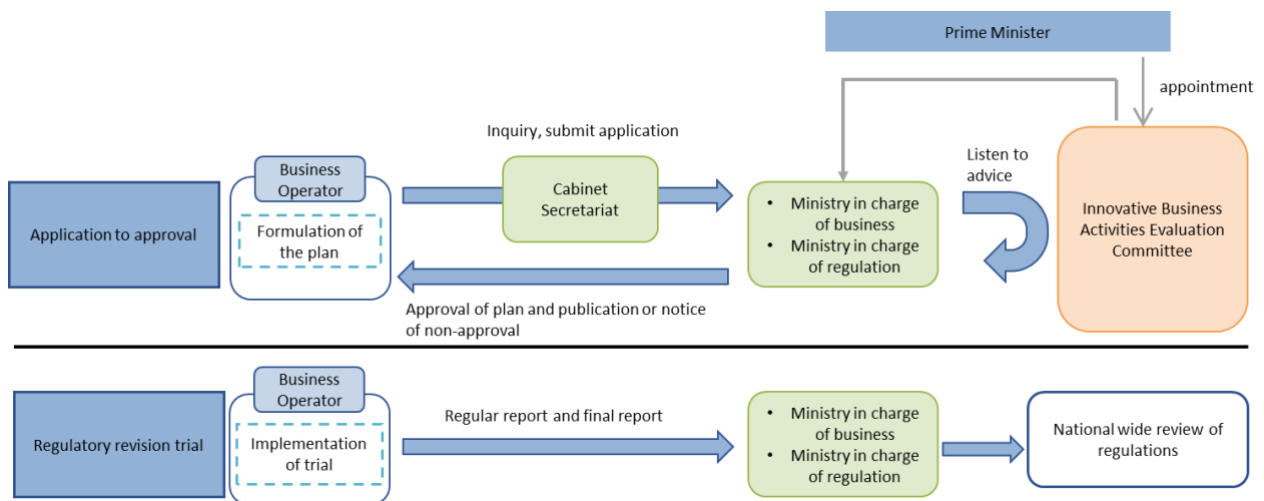 Prime Minister
appointment
Inquiry, submit application
Business
Operator
Cabinet
Secretariat
Listen to
advice
Application to approval
Formulation of
the plan
• Ministry in charge
of business
• Ministry in charge
of regulation
Innovative Business
Activities Evaluation
Committee
Approval of plan and publication or notice
of non-approval
Business
Operator
Regulatory revision trial
Implementation
of trial
Regular report and final report
• Ministry in charge
of business
• Ministry in charge
of regulation
National wide review of
regulations